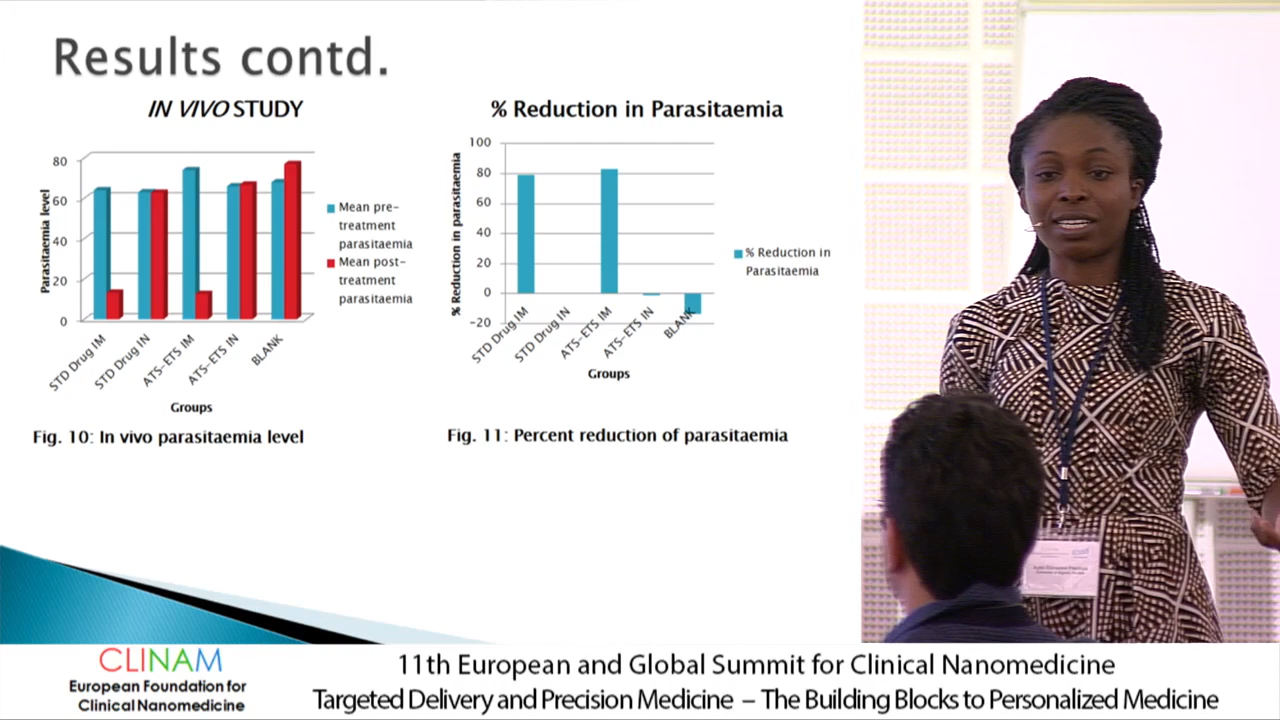 Results contd.
IN VIVO STUDY
80
60
40
20
0
Parasitaemia level
STD Drug IM
STD Drug IN
ATS-ETS IM
ATS-ETS IN
BLANK
Groups
Mean pre-
treatment
parasitaemia
Mean post-
treatment
parasitaemia
Fig. 10: In vivo parasitaemia level
% Reduction in Parasitaemia
100
80
60
40
20
0
-20
% Reduction in parasitaemia
STD Drug IM
STD Drug IN
ATS-ETS IM
ATS-ETS IN
BLANK
Groups
% Reduction in
Parasitaemia
Fig. 11: Percent reduction of parasitaemia
CLINAM
European Foundation for
Clinical Nanomedicine
11th European and Global Summit for Clinical Nanomedicine
Targeted Delivery and Precision Medicine – The Building Blocks to Personalized Medicine